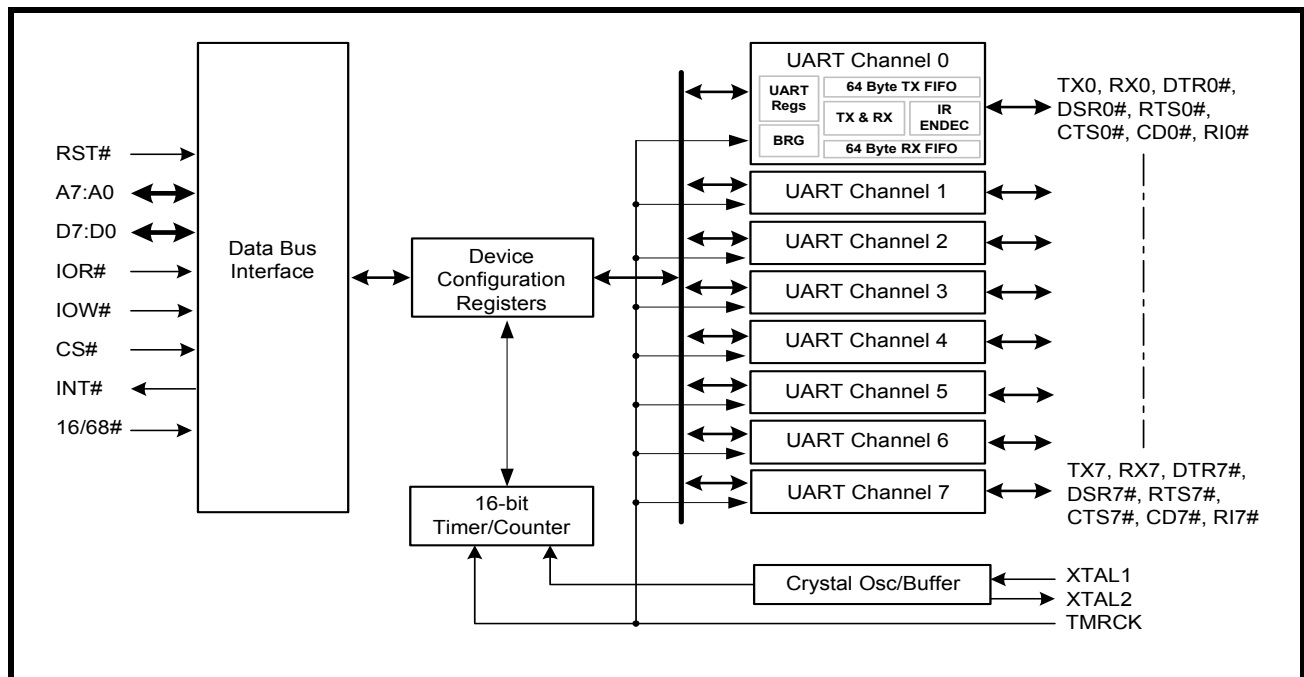 RST#
A7:A0
D7:D0
IOR#
IOW#
CS#
INT#
16/68#
Data Bus
Interface
Device
Configuration
Registers
16-bit
Timer/Counter
UART Channel 0
UART
Regs
64 Byte TX FIFO
TX & RX
IR
ENDEC
BRG
64 Byte RX FIFO
UART Channel 1
UART Channel 2
UART Channel 3
UART Channel 4
UART Channel 5
UART Channel 6
UART Channel 7
Crystal Osc/Buffer
TX0, RX0, DTR0#,
DSR0#, RTS0#,
CTS0#, CD0#, RI0#
TX7, RX7, DTR7#,
DSR7#, RTS7#,
CTS7#, CD7#, RI7#
XTAL1
XTAL2
TMRCK